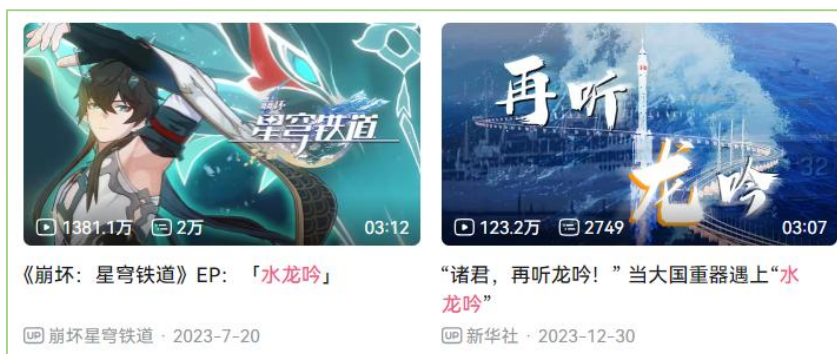 崩坏
星穹铁道
1381.1万
2万
03:12
《崩坏：星穹铁道》EP：「水龙吟」
UP 崩坏星穹铁道 · 2023-7-20
再听
龙吟
32
123.2万
2749
03:07
“诸君，再听龙吟！” 当大国重器遇上“水
龙吟”
UP 新华社 · 2023-12-30